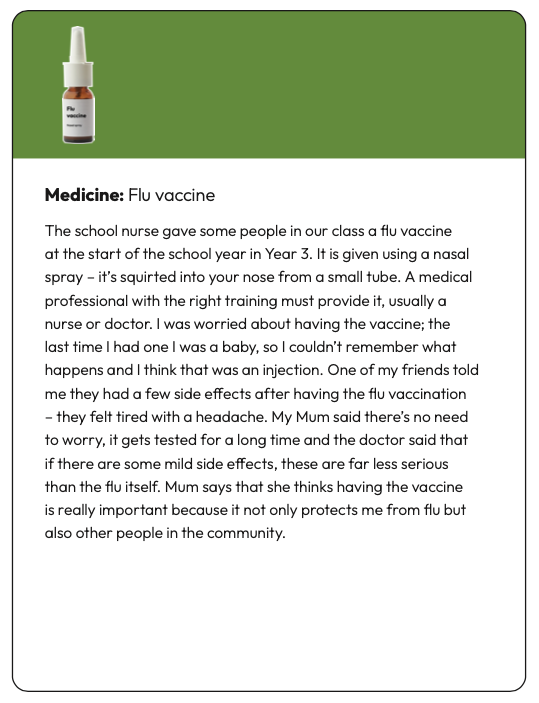 Flu
vaccine
Medicine: Flu vaccine
The school nurse gave some people in our class a flu vaccine
at the start of the school year in Year 3. It is given using a nasal
spray – it’s squirted into your nose from a small tube. A medical
professional with the right training must provide it, usually a
nurse or doctor. I was worried about having the vaccine; the
last time I had one I was a baby, so I couldn’t remember what
happens and I think that was an injection. One of my friends told
me they had a few side effects after having the flu vaccination
– they felt tired with a headache. My Mum said there’s no need
to worry, it gets tested for a long time and the doctor said that
if there are some mild side effects, these are far less serious
than the flu itself. Mum says that she thinks having the vaccine
is really important because it not only protects me from flu but
also other people in the community.